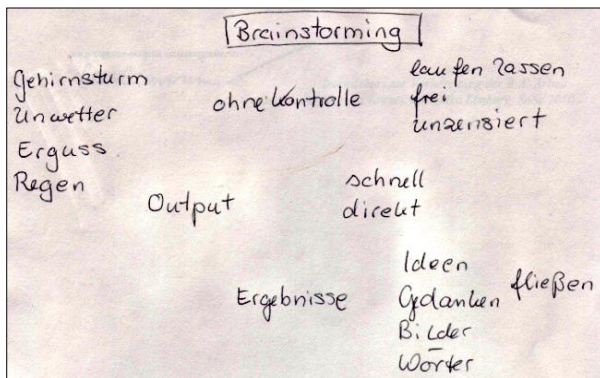 Brainstorming
Gehirnsturm
Unwetter
Erguss
Regen
ohne Kontrolle
laufen lassen
frei
unzensiert
Output
schnell
direkt
Ergebnisse
Ideen
Gedanken
Bilder
Wörter
fließen